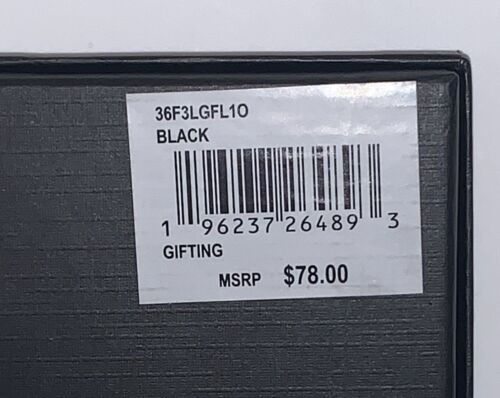 36F3LGFL1O
BLACK
1 96237 26489 3
GIFTING
MSRP $78.00